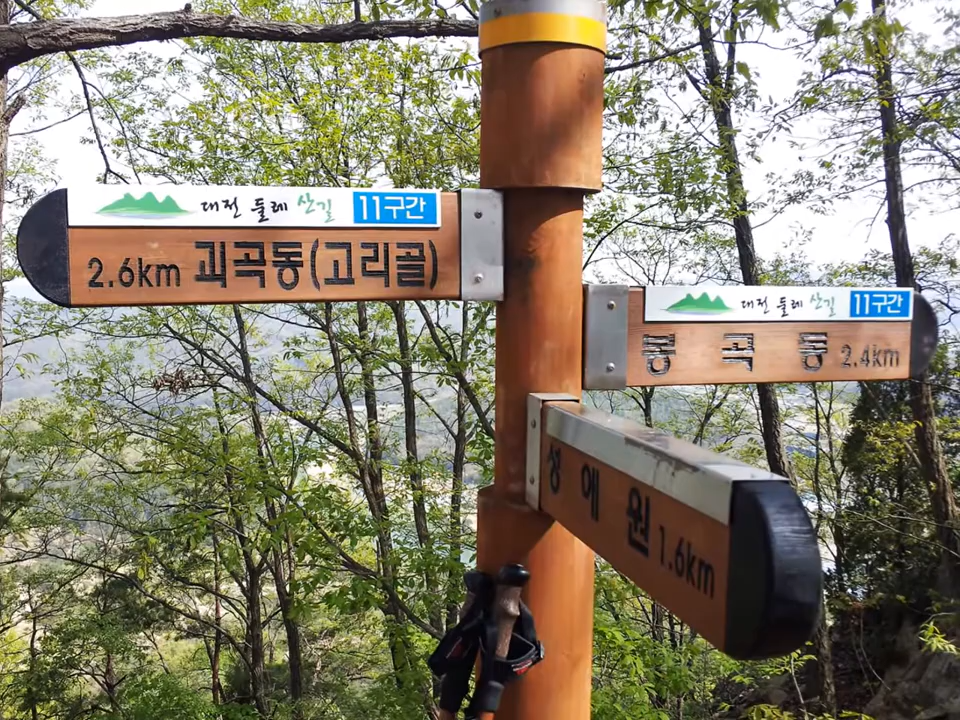 대전 둘레 산길 11구간
2.6km 괴곡동(고리골)
대전 둘레 산길 11구간
봉곡동 2.4km
성애원 1.6km